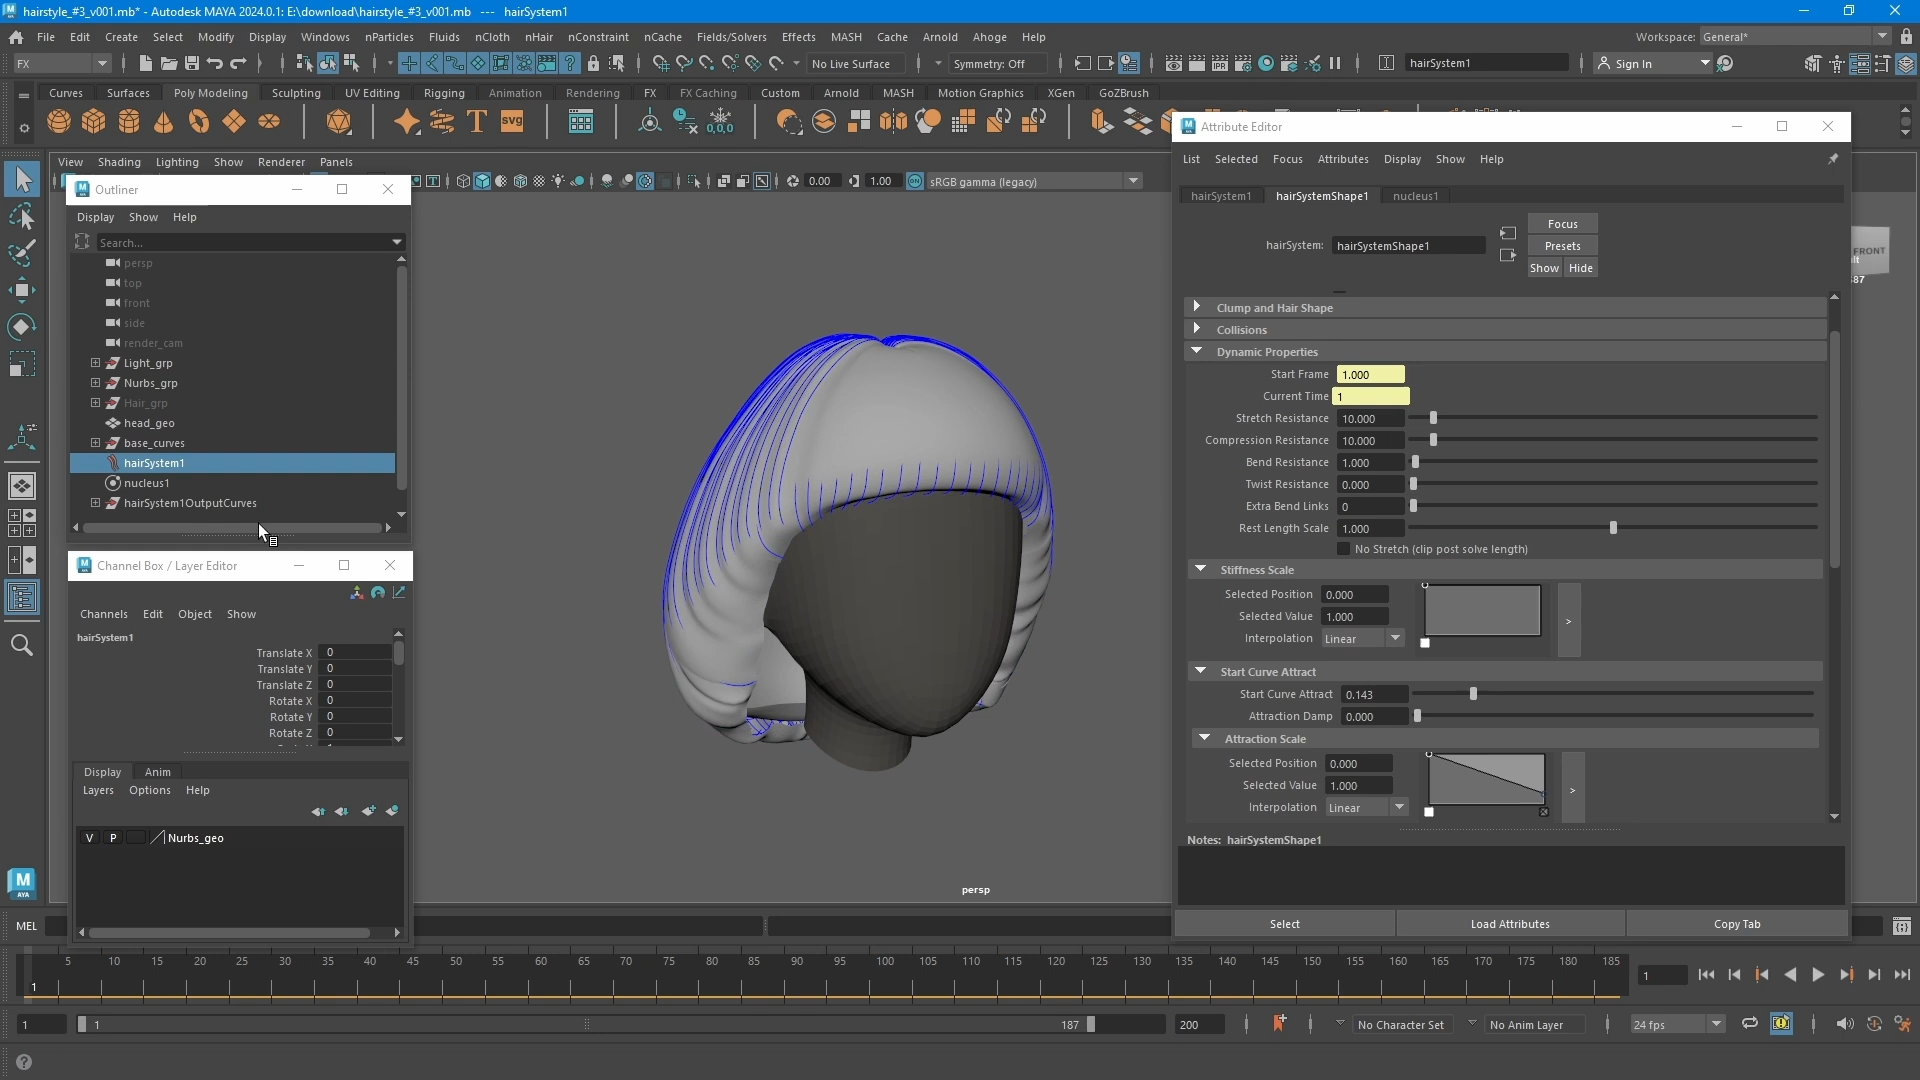 hairstyle_#3_v001.mb* - Autodesk MAYA 2024.0.1: E:\download\hairstyle_#3_v001.mb --- hairSystem1
File Edit Create Select Modify Display Windows nParticles Fluids nCloth nHair nConstraint nCache Fields/Solvers Effects MASH Cache Arnold Ahoge Help
Workspace: General*
FX
No Live Surface
Symmetry: Off
hairSystem1
Sign In
Curves Surfaces Poly Modeling Sculpting UV Editing Rigging Animation Rendering FX FX Caching Custom Arnold MASH Motion Graphics XGen GoZBrush
T svg
0,0,0
View Shading Lighting Show Renderer Panels
0.00
1.00
ON
sRGB gamma (legacy)
FRONT
Outliner
Display Show Help
Search...
persp
top
front
side
render_cam
Light_grp
Nurbs_grp
Hair_grp
head_geo
base_curves
hairSystem1
nucleus1
hairSystem1OutputCurves
Channel Box / Layer Editor
Channels Edit Object Show
hairSystem1
Translate X 0
Translate Y 0
Translate Z 0
Rotate X 0
Rotate Y 0
Rotate Z 0
Display Anim
Layers Options Help
V P Nurbs_geo
persp
Attribute Editor
List Selected Focus Attributes Display Show Help
hairSystem1 hairSystemShape1 nucleus1
hairSystem: hairSystemShape1
Focus
Presets
Show Hide
Clump and Hair Shape
Collisions
Dynamic Properties
Start Frame 1.000
Current Time 1
Stretch Resistance 10.000
Compression Resistance 10.000
Bend Resistance 1.000
Twist Resistance 0.000
Extra Bend Links 0
Rest Length Scale 1.000
No Stretch (clip post solve length)
Stiffness Scale
Selected Position 0.000
Selected Value 1.000
Interpolation Linear
>
Start Curve Attract
Start Curve Attract 0.143
Attraction Damp 0.000
Attraction Scale
Selected Position 0.000
Selected Value 1.000
Interpolation Linear
>
Notes: hairSystemShape1
Select Load Attributes Copy Tab
M
AYA
MEL
5 10 15 20 25 30 35 40 45 50 55 60 65 70 75 80 85 90 95 100 105 110 115 120 125 130 135 140 145 150 155 160 165 170 175 180 185
1
1
1
1
187
200
No Character Set
No Anim Layer
24 fps